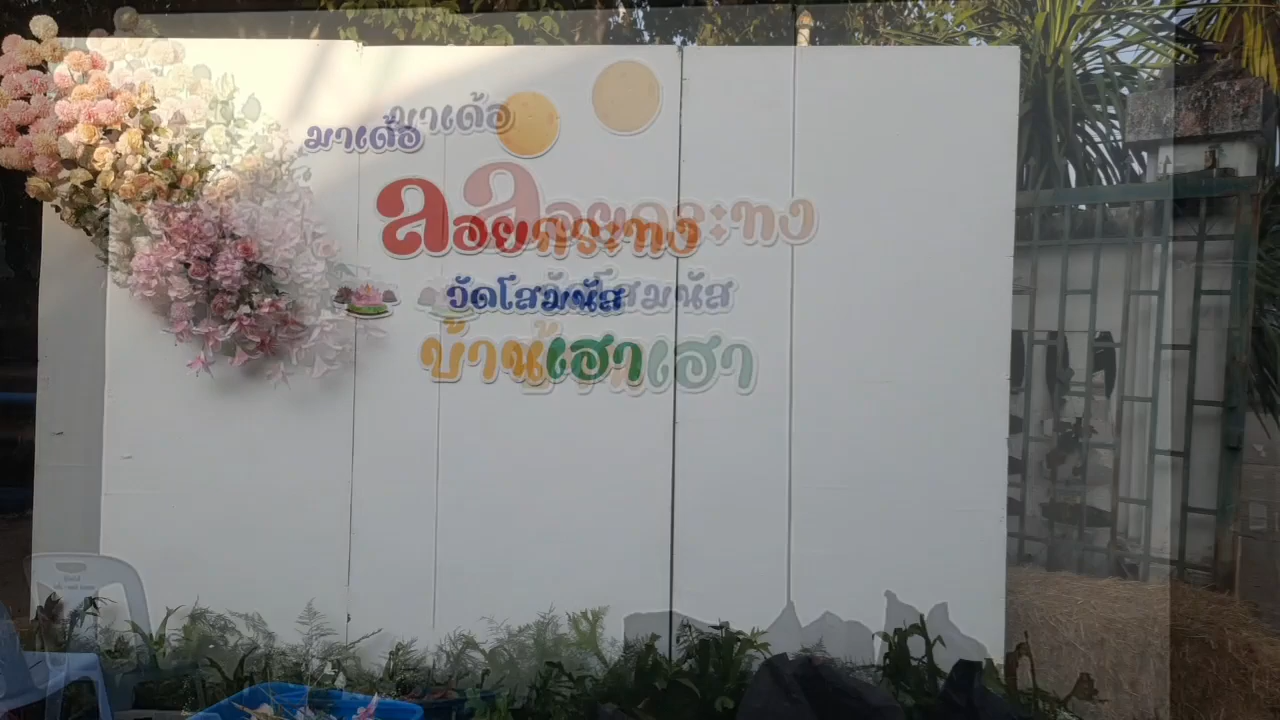 มาเด้อ
ลอยกระทง
วัดโสมนัส
บ้านเฮา